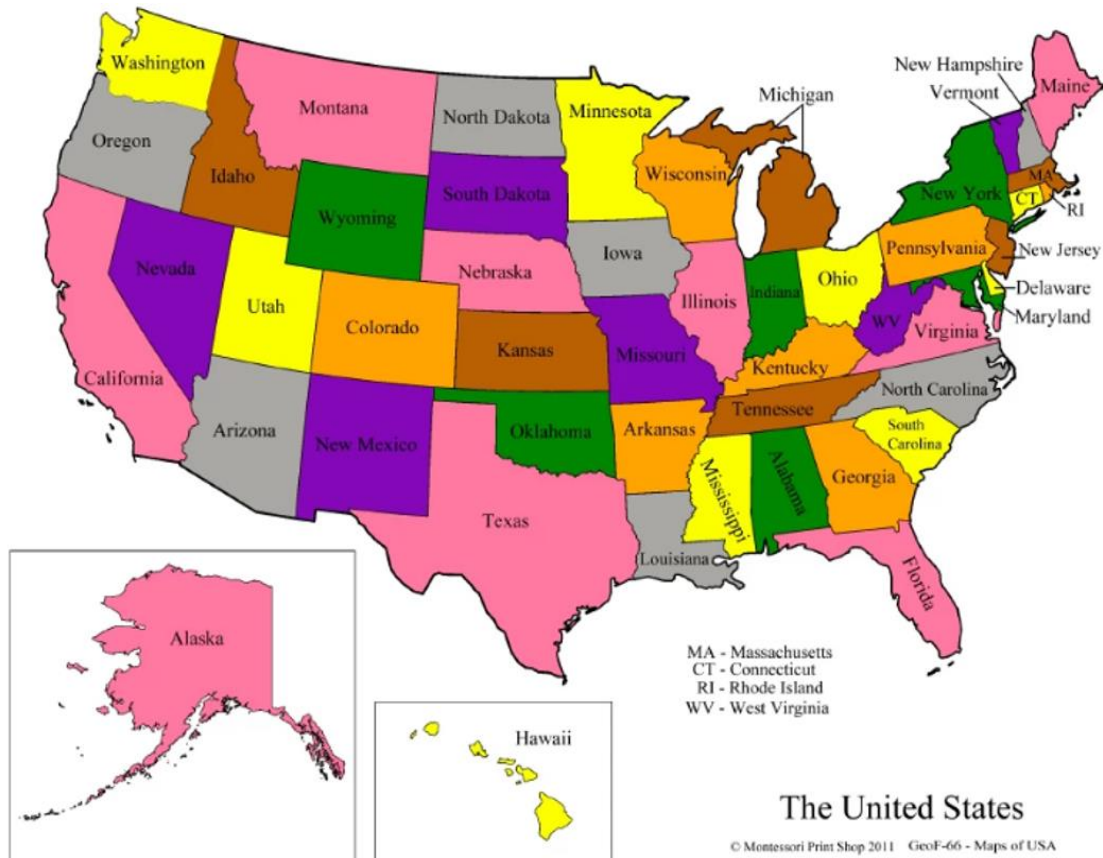 Washington
Montana
North Dakota
Minnesota
Michigan
New Hampshire
Vermont
Maine
Oregon
Idaho
Wyoming
South Dakota
Wisconsin
New York
MA
CT
RI
Nevada
Utah
Colorado
Nebraska
Iowa
Illinois
Indiana
Ohio
Pennsylvania
New Jersey
Delaware
Maryland
WV
Virginia
California
Kansas
Missouri
Kentucky
Arizona
New Mexico
Oklahoma
Arkansas
Tennessee
North Carolina
South
Carolina
Texas
Louisiana
Mississippi
Alabama
Georgia
Florida
Alaska
Hawaii
MA - Massachusetts
CT - Connecticut
RI - Rhode Island
WV - West Virginia
The United States
© Montessori Print Shop 2011 GeoF-66 - Maps of USA